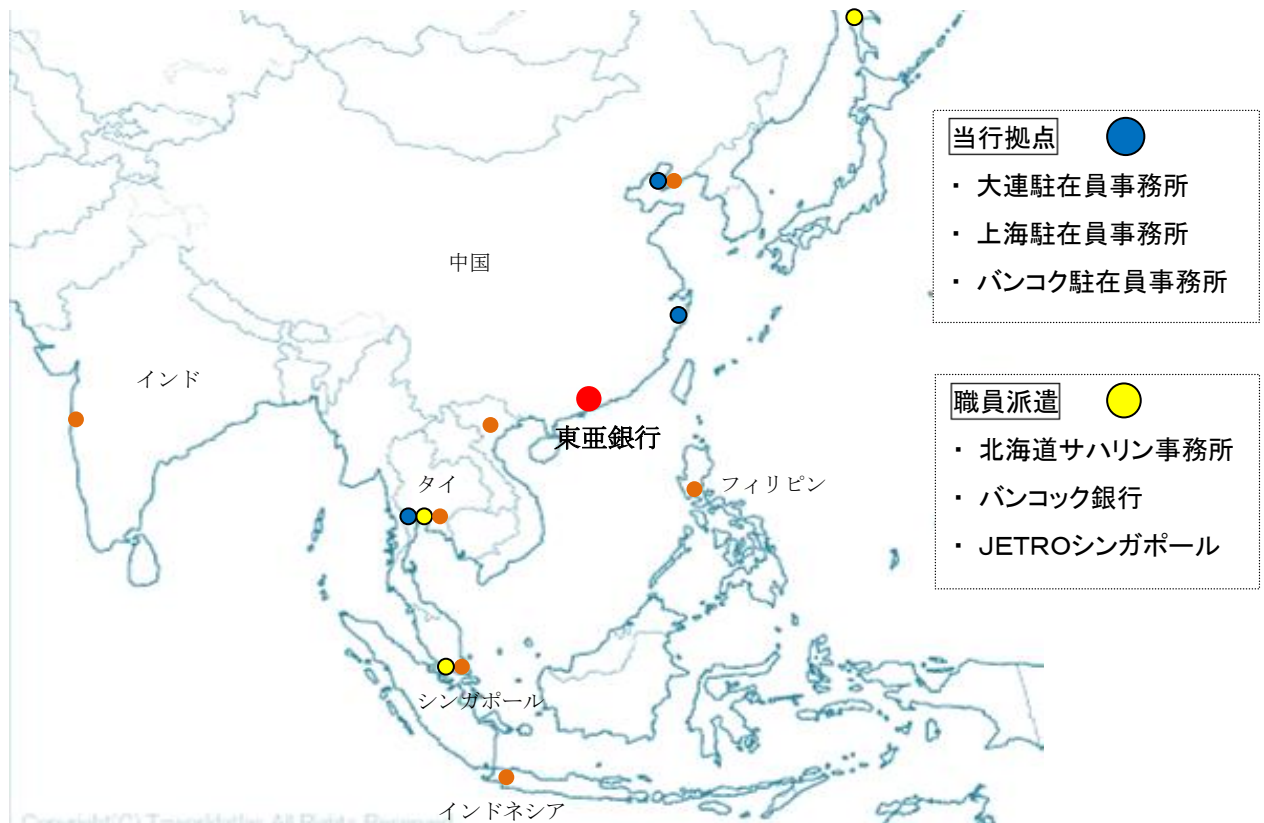 当行拠点
・ 大連駐在員事務所
・ 上海駐在員事務所
・ バンコク駐在員事務所
中国
インド
東亜銀行
タイ
フィリピン
職員派遣
・ 北海道サハリン事務所
・ バンコック銀行
・ JETROシンガポール
シンガポール
インドネシア